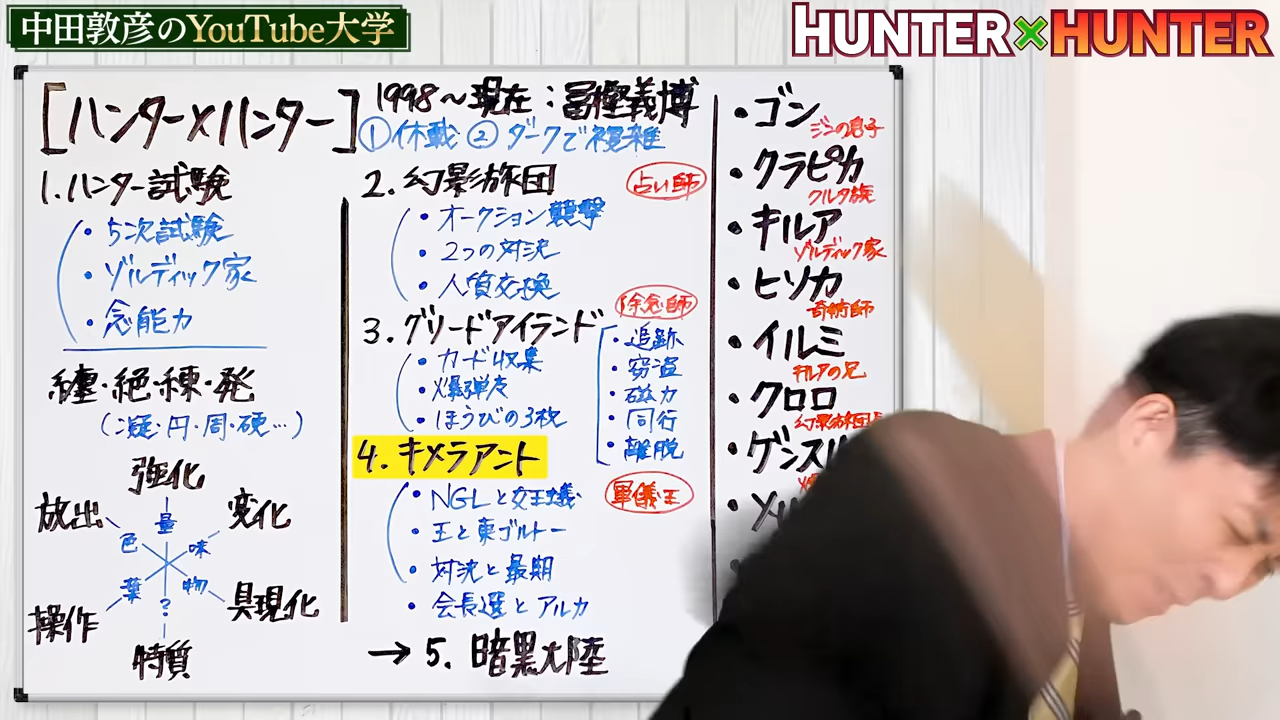 中田敦彦のYouTube大学
HUNTER×HUNTER
[ハンター×ハンター]
1998〜現在：冨樫義博
①休載 ②ダークで複雑
1.ハンター試験
・5次試験
・ゾルディック家
・念能力
纏・絶・練・発
(凝・円・周・硬…)
強化
放出
変化
量
色
味
葉
物
?
操作
具現化
特質
2.幻影旅団
占い師
・オークション襲撃
・2つの対決
・人質交換
除念師
3.グリードアイランド
・カード収集
・爆弾魔
・ほうびの3枚
・追跡
・窃盗
・磁力
・同行
・離脱
4.キメラアント
軍儀王
・NGLと女王蟻
・王と東ゴルトー
・対決と最期
・会長選とアルカ
→5.暗黒大陸
・ゴン
ジンの息子
・クラピカ
クルタ族
・キルア
ゾルディック家
・ヒソカ
奇術師
・イルミ
キルアの兄
・クロロ
幻影旅団
・ゲンスル
・メル